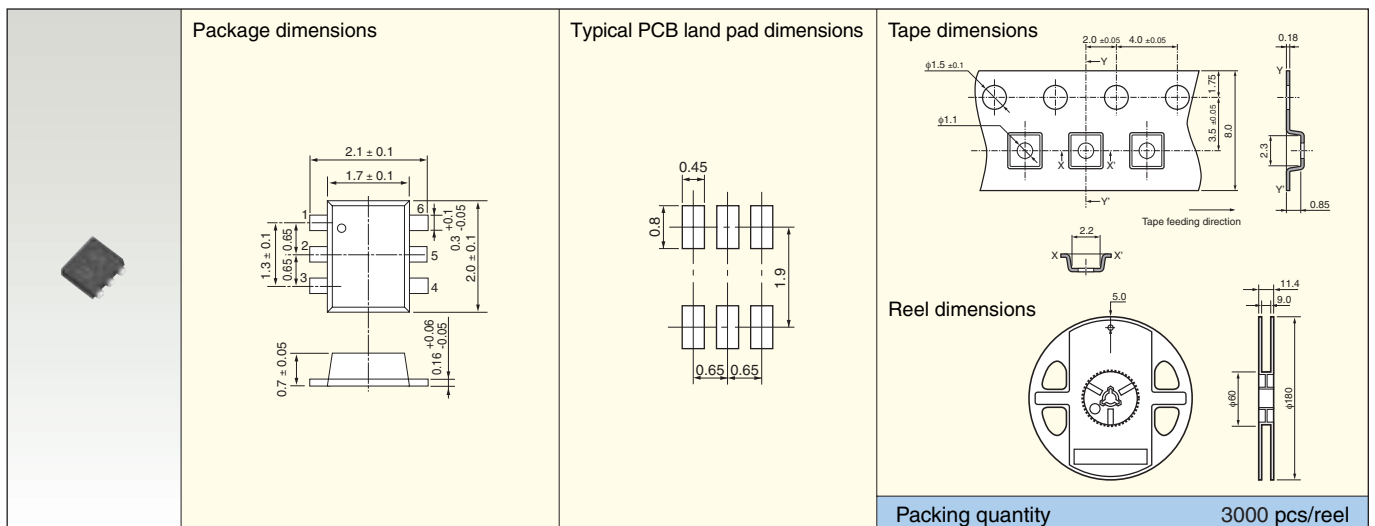 Package dimensions
2.1 ± 0.1
1.7 ± 0.1
1
2
3
6
5
4
1.3 ± 0.1
0.65
0.65
0.3 +0.1 -0.05
2.0 ± 0.1
0.7 ± 0.05
0.16 +0.06 -0.05
Typical PCB land pad dimensions
0.45
0.8
1.9
0.65
0.65
Tape dimensions
2.0 ±0.05
4.0 ±0.05
φ1.5 ±0.1
Y
φ1.1
X
X'
Y'
1.75
3.5 ±0.05
8.0
0.18
Y
2.3
Y'
0.85
Tape feeding direction
2.2
X
X'
Reel dimensions
5.0
11.4
9.0
φ60
φ180
Packing quantity 3000 pcs/reel